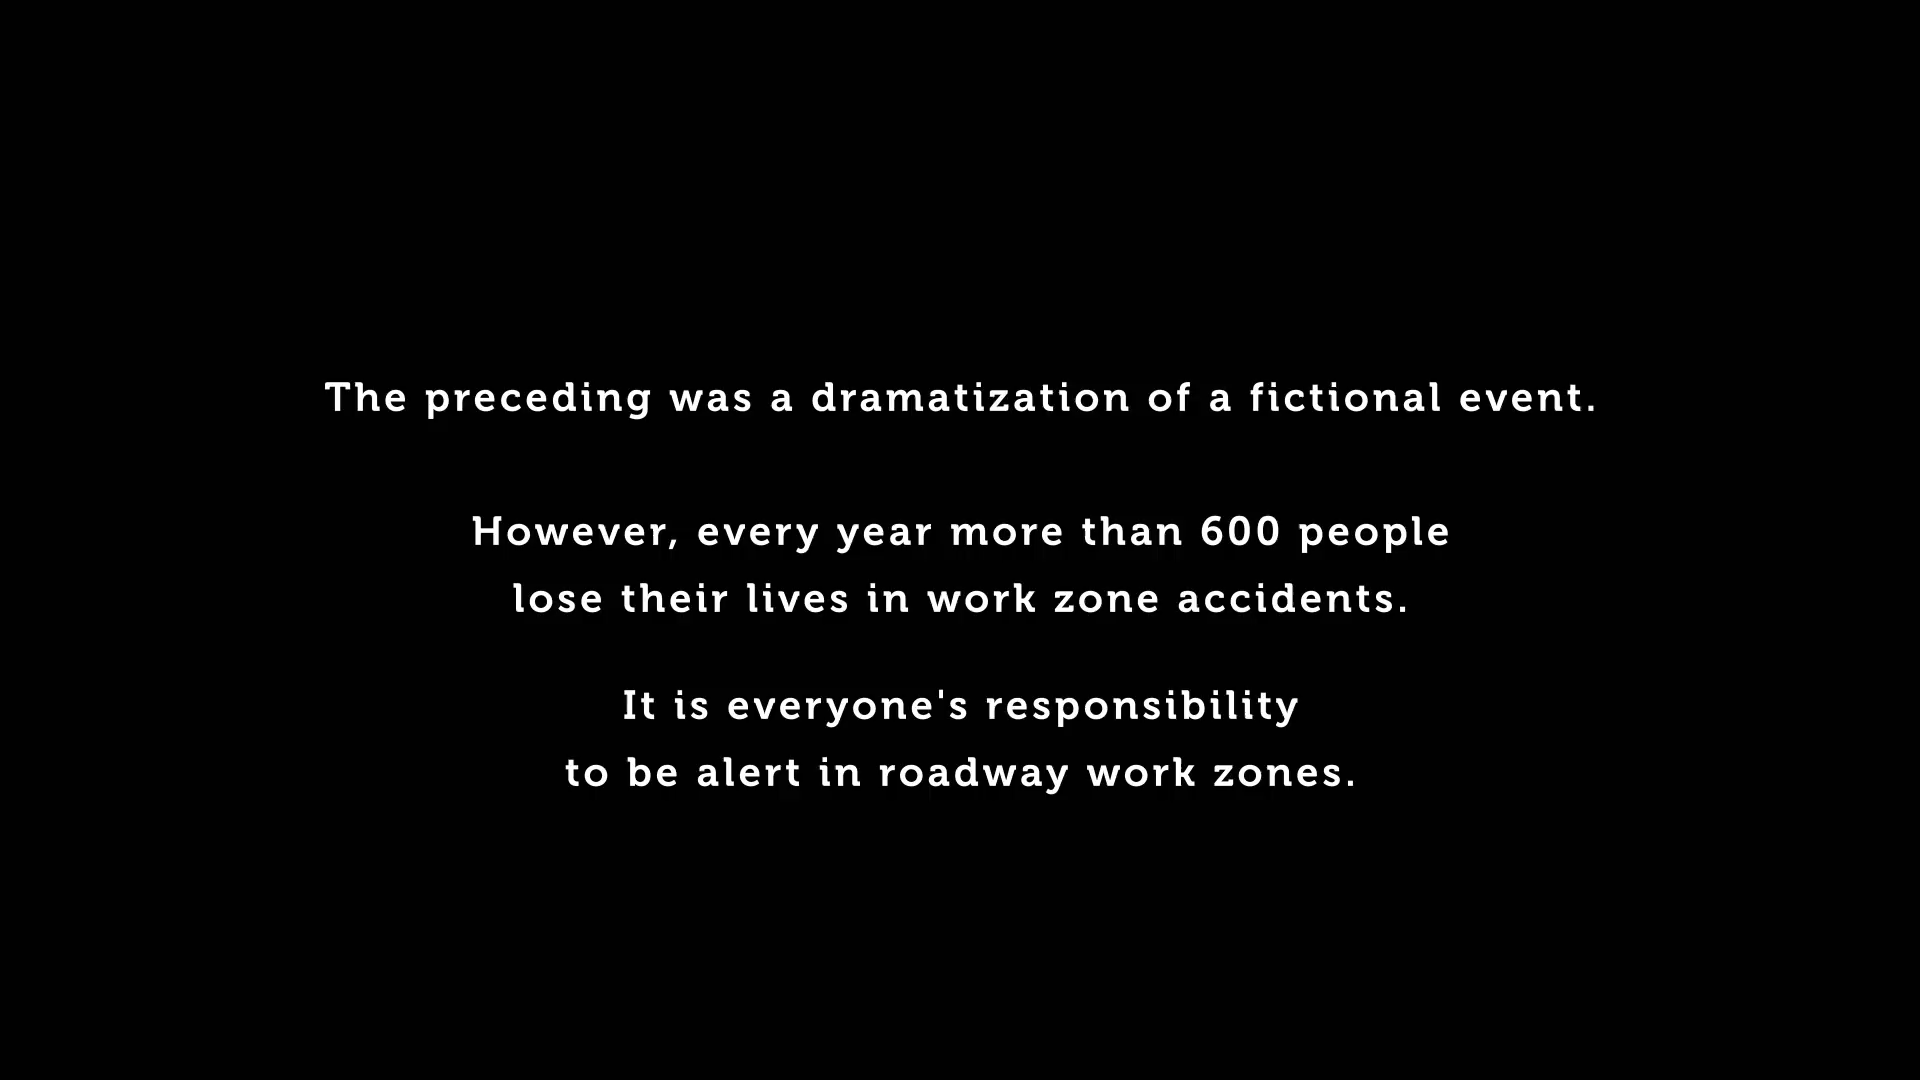 The preceding was a dramatization of a fictional event.
However, every year more than 600 people
lose their lives in work zone accidents.
It is everyone's responsibility
to be alert in roadway work zones.